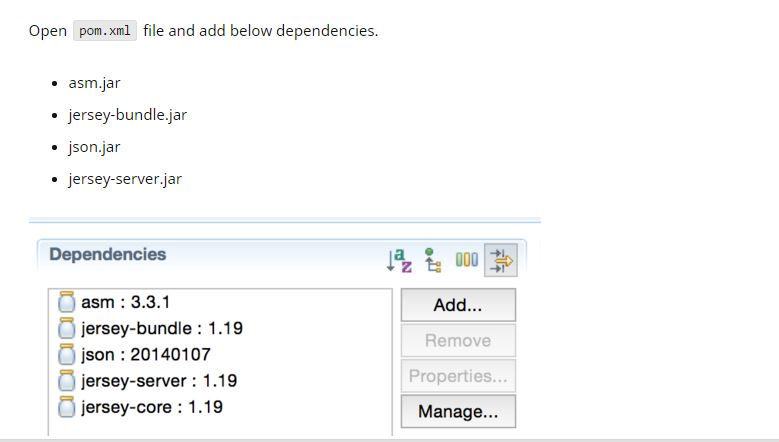 Open pom.xml file and add below dependencies.
• asm.jar
• jersey-bundle.jar
• json.jar
• jersey-server.jar
Dependencies
asm : 3.3.1
jersey-bundle : 1.19
json : 20140107
jersey-server : 1.19
jersey-core : 1.19
Add...
Remove
Properties...
Manage...